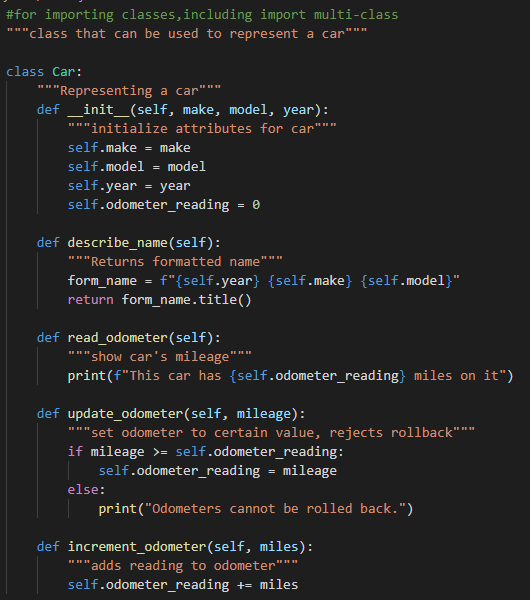 #for importing classes,including import multi-class
"""class that can be used to represent a car"""
class Car:
    """Representing a car"""
    def __init__(self, make, model, year):
        """initialize attributes for car"""
        self.make = make
        self.model = model
        self.year = year
        self.odometer_reading = 0
    def describe_name(self):
        """Returns formatted name"""
        form_name = f"{self.year} {self.make} {self.model}"
        return form_name.title()
    def read_odometer(self):
        """show car's mileage"""
        print(f"This car has {self.odometer_reading} miles on it")
    def update_odometer(self, mileage):
        """set odometer to certain value, rejects rollback"""
        if mileage >= self.odometer_reading:
            self.odometer_reading = mileage
        else:
            print("Odometers cannot be rolled back.")
    def increment_odometer(self, miles):
        """adds reading to odometer"""
        self.odometer_reading += miles